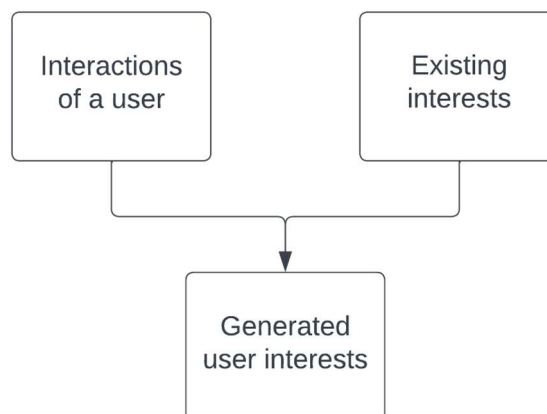 Interactions
of a user
Existing
interests
Generated
user interests